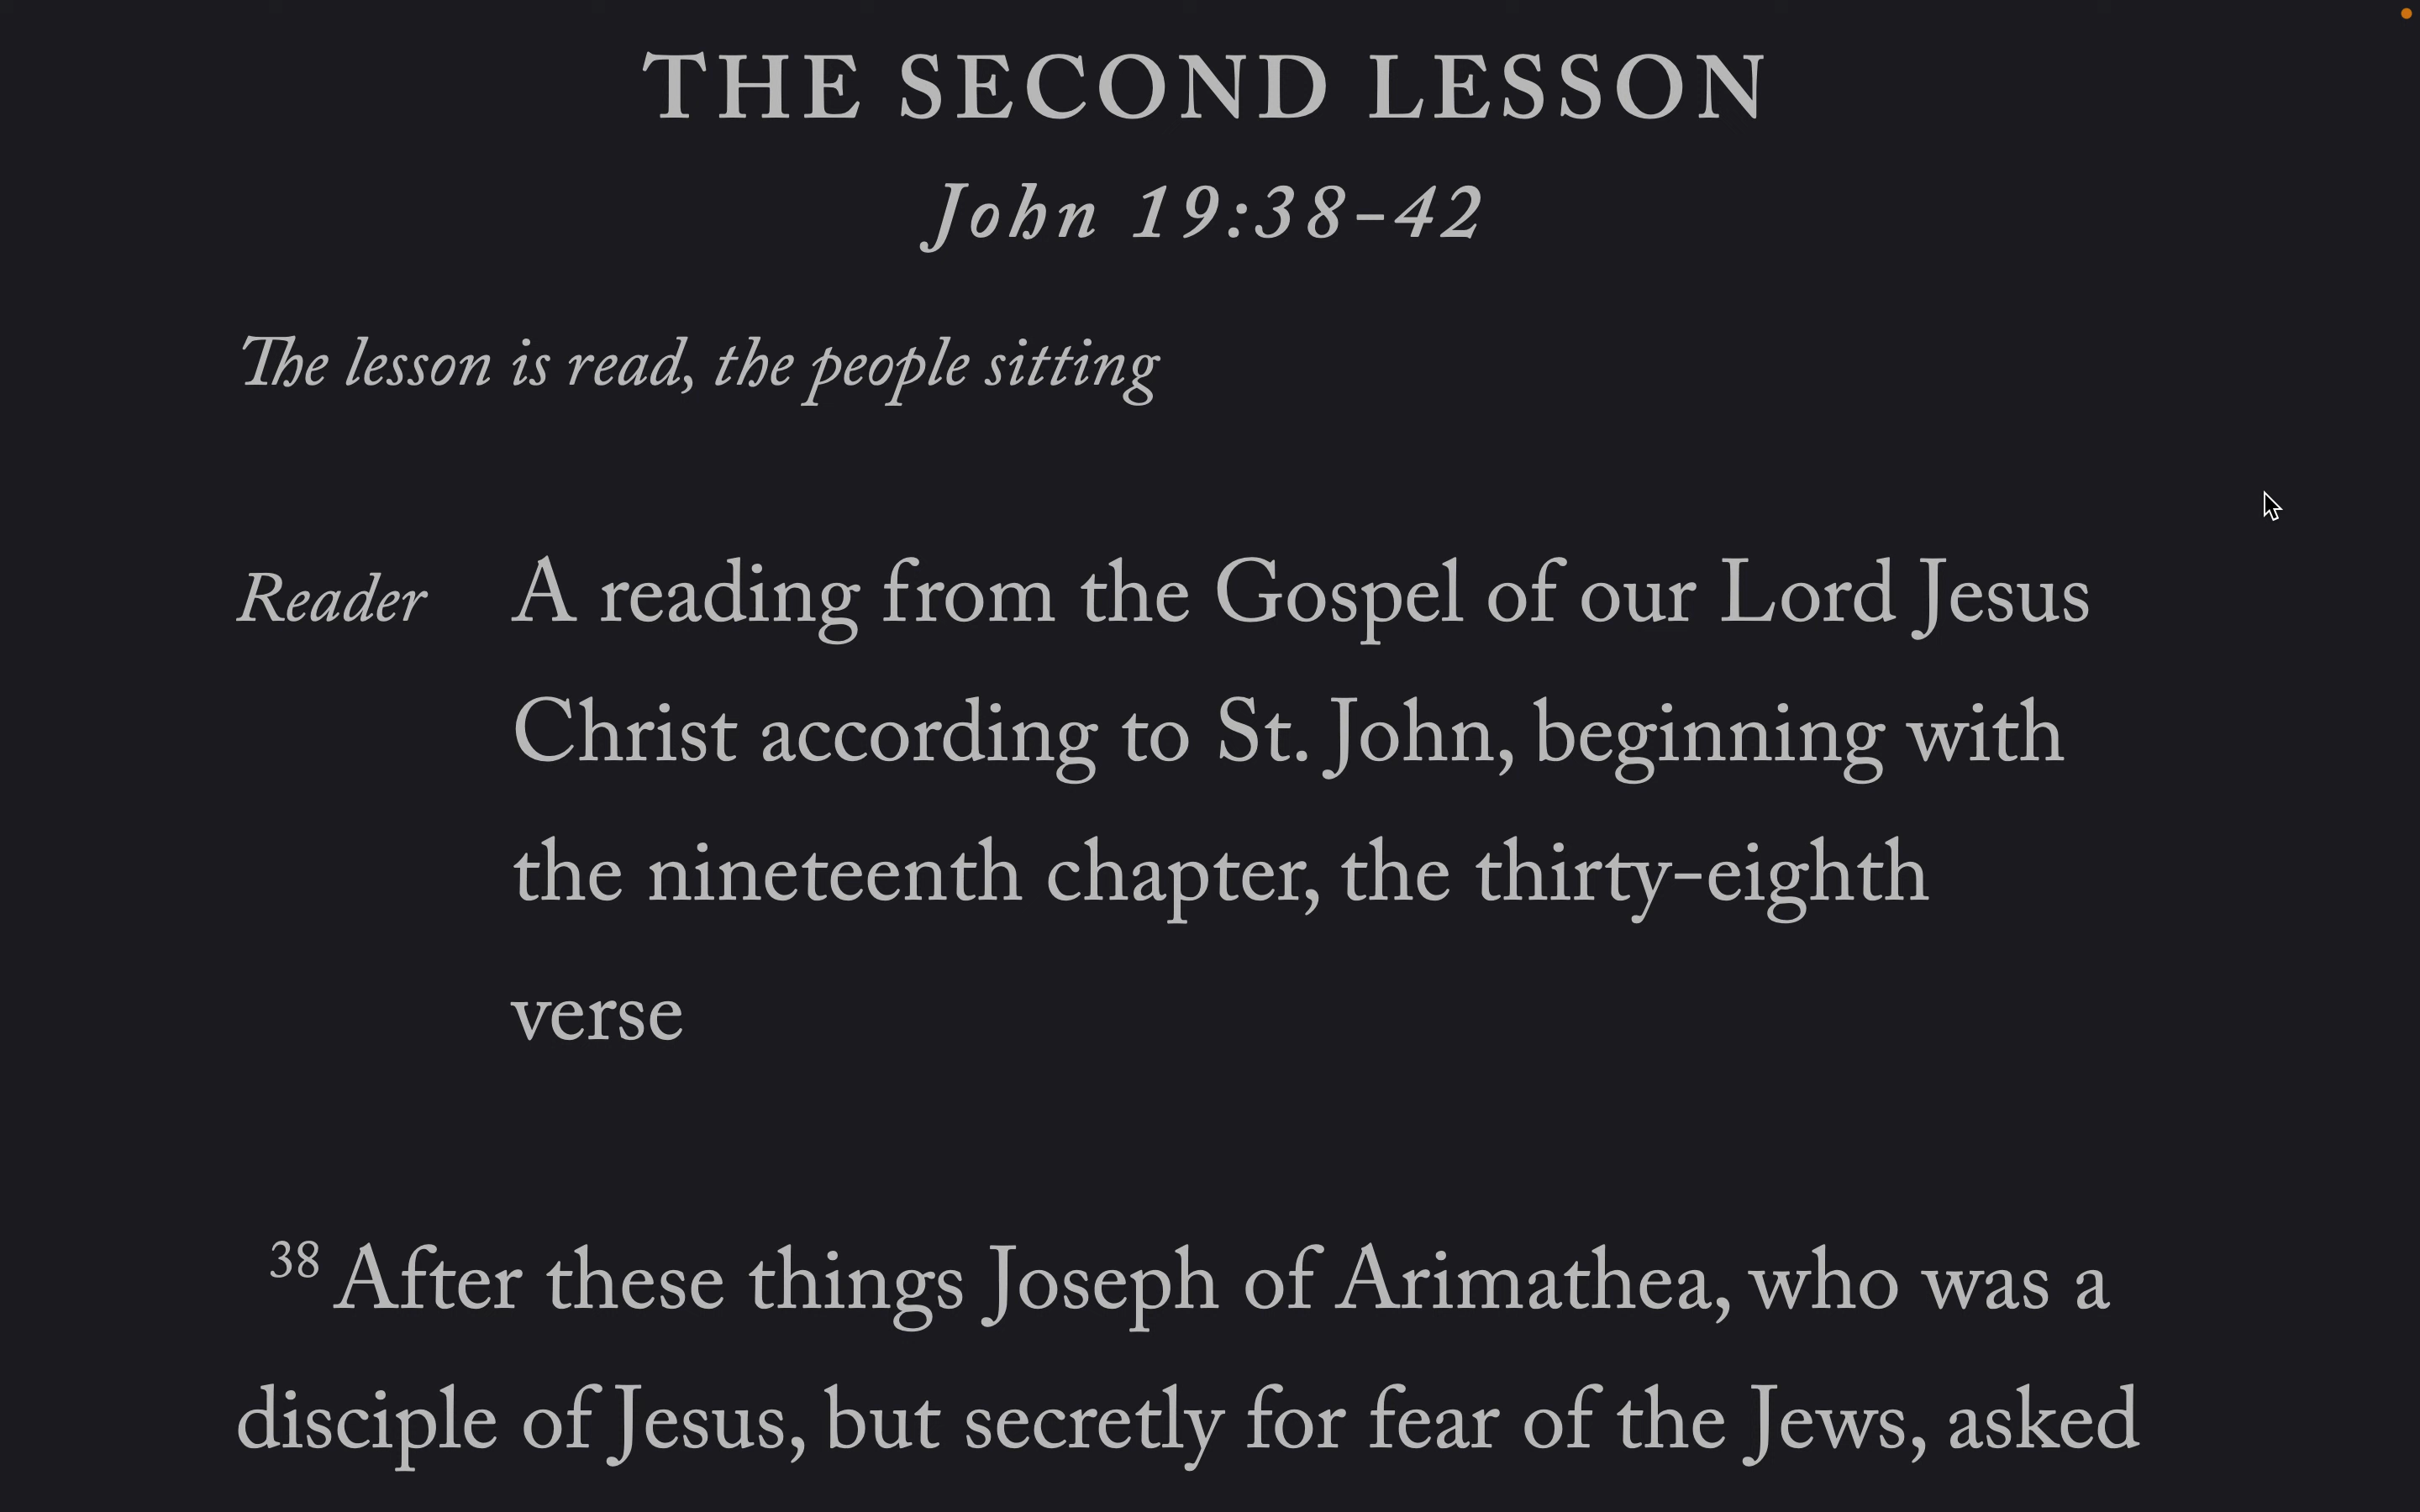 THE SECOND LESSON
John 19:38–42
The lesson is read, the people sitting
Reader A reading from the Gospel of our Lord Jesus
Christ according to St. John, beginning with
the nineteenth chapter, the thirty-eighth
verse
38 After these things Joseph of Arimathea, who was a
disciple of Jesus, but secretly for fear of the Jews, asked